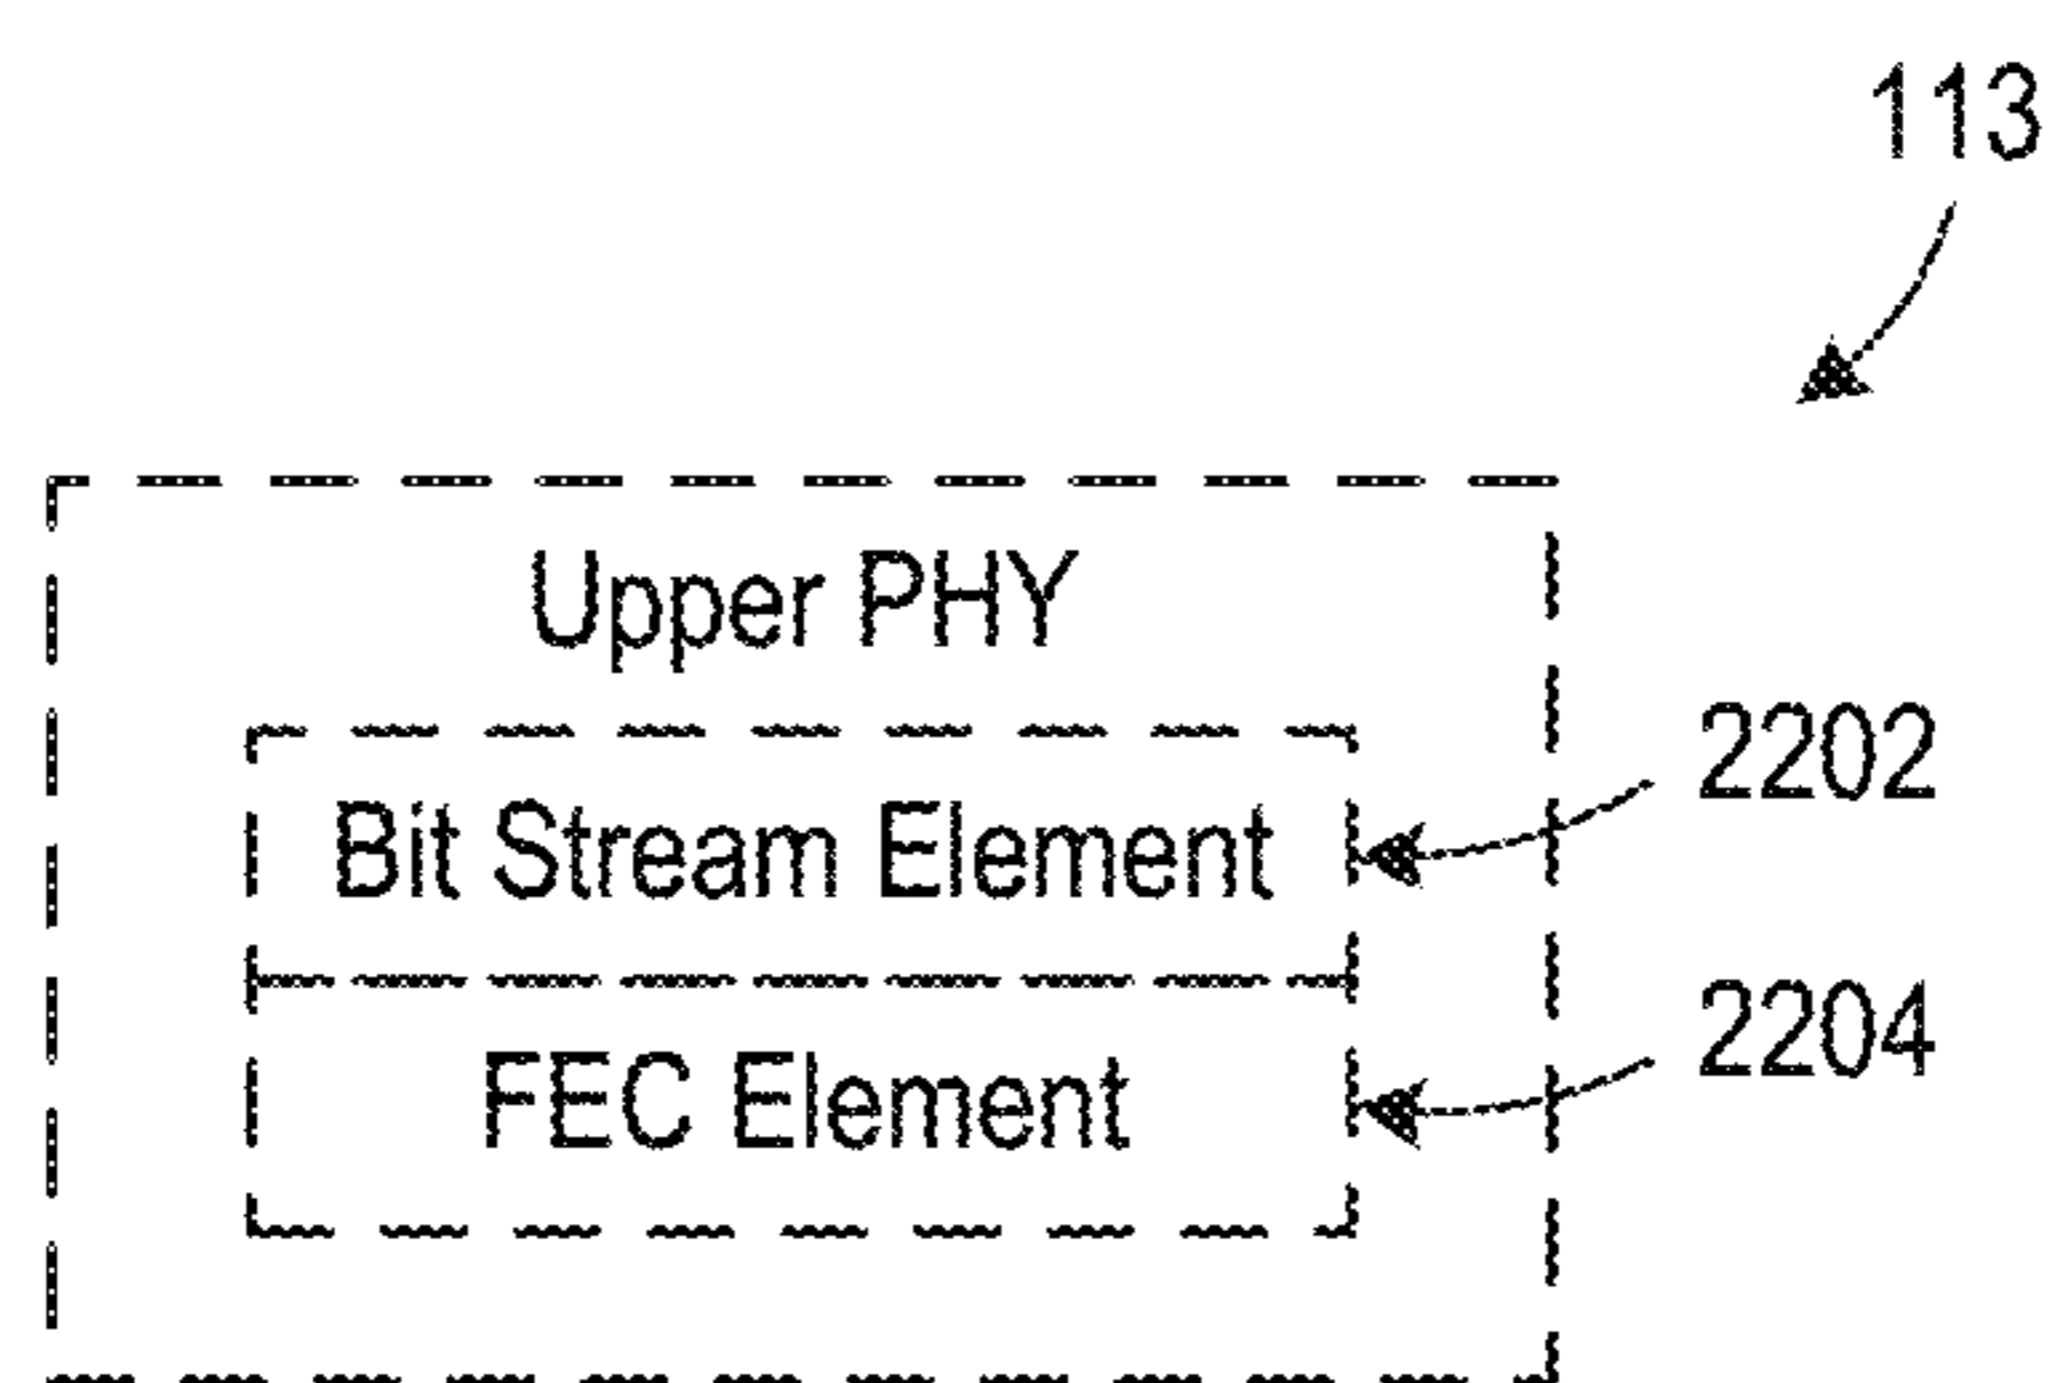 113
Upper PHY
Bit Stream Element
2202
FEC Element
2204